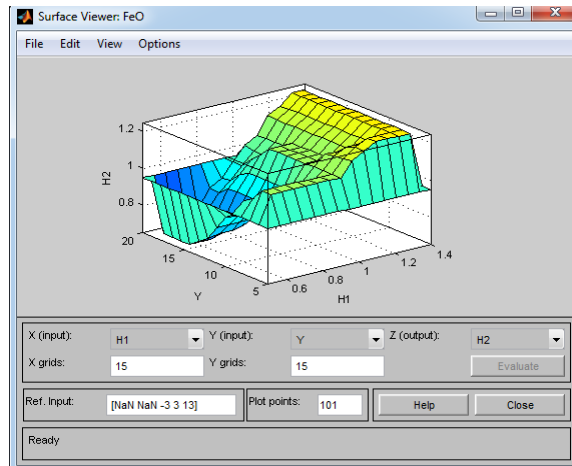 Surface Viewer: FeO
File Edit View Options
1.2
1
0.8
H2
20
15
10
5
Y
0.6
0.8
1
1.2
1.4
H1
X (input): H1 Y (input): Y Z (output): H2
X grids: 15 Y grids: 15 Evaluate
Ref. Input: [NaN NaN -3 3 13] Plot points: 101 Help Close
Ready